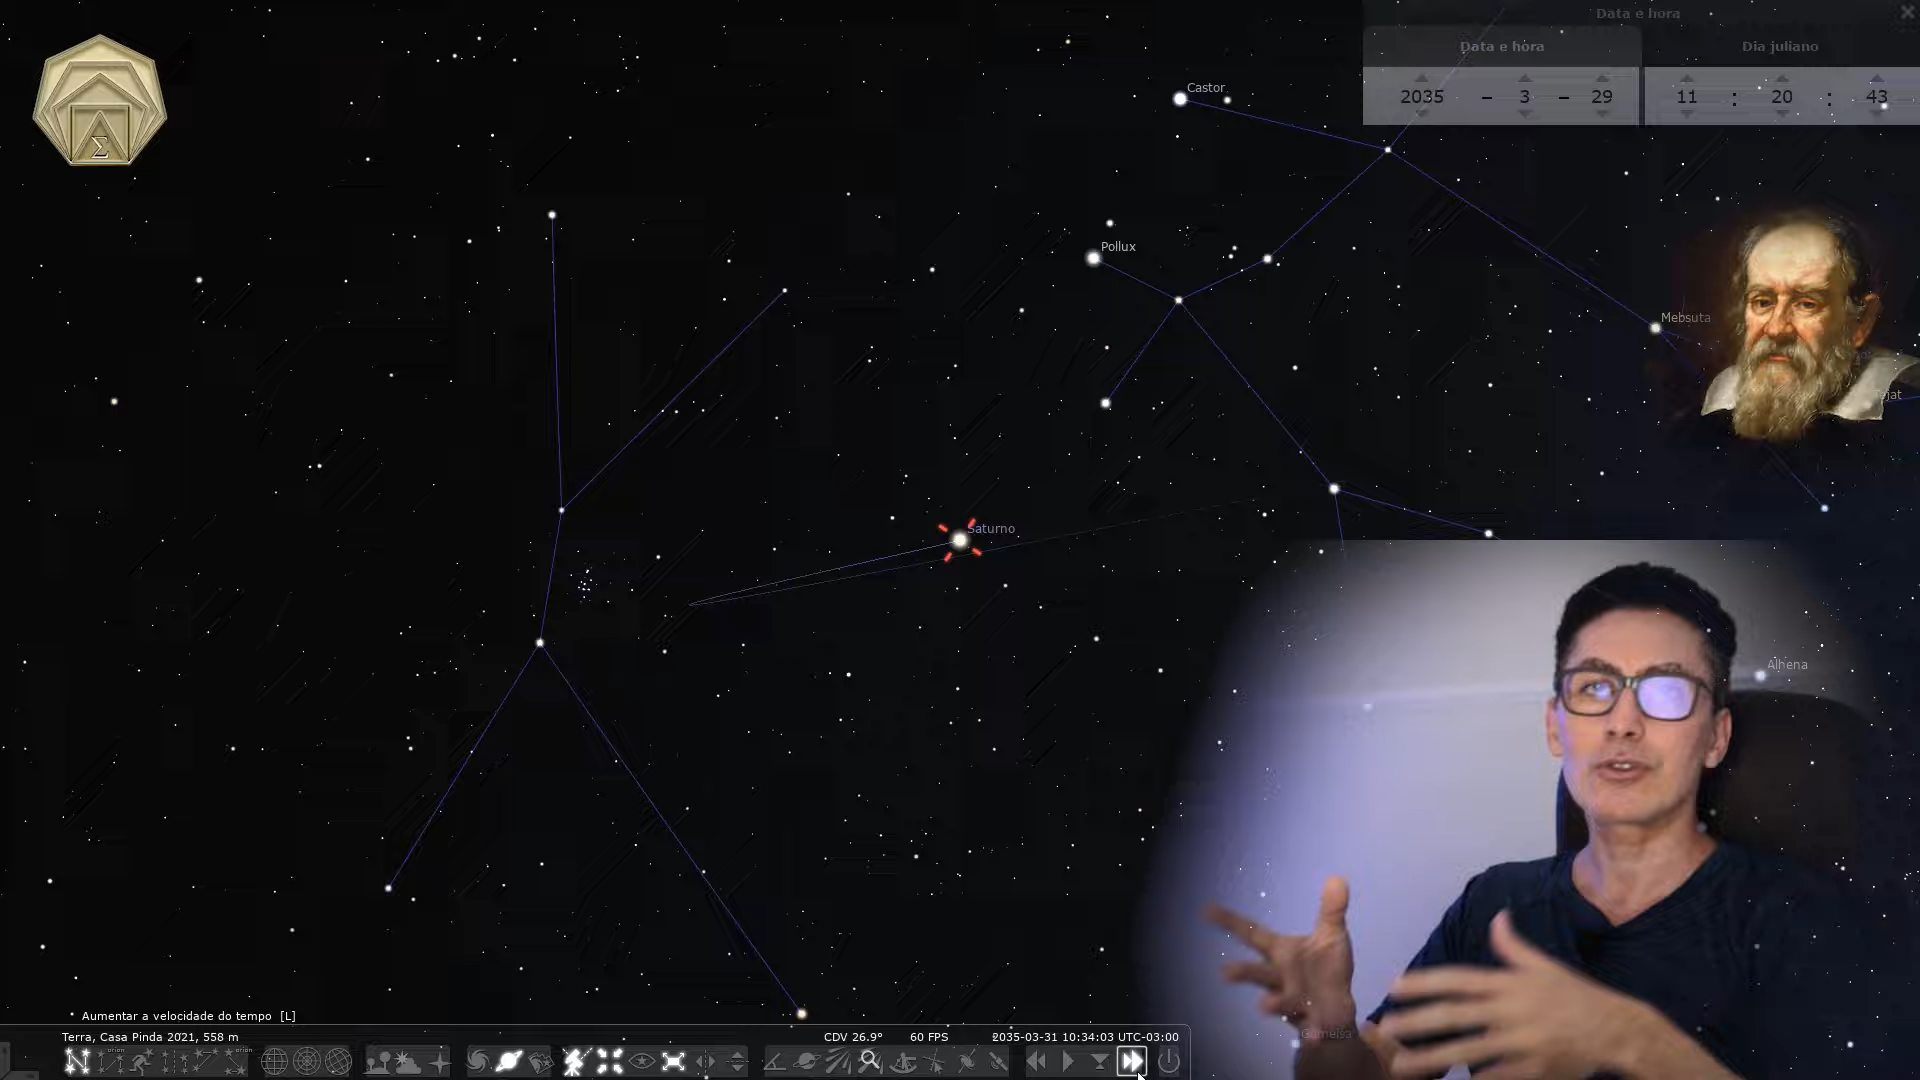 Data e hora
Data e hora
Dia juliano
2035 - 3 - 29
11 : 20 : 43
Castor
Pollux
Mebsuta
Tejat
Saturno
Alhena
Σ
Aumentar a velocidade do tempo [L]
Terra, Casa Pinda 2021, 558 m
CDV 26.9°
60 FPS
2035-03-31 10:34:03 UTC-03:00